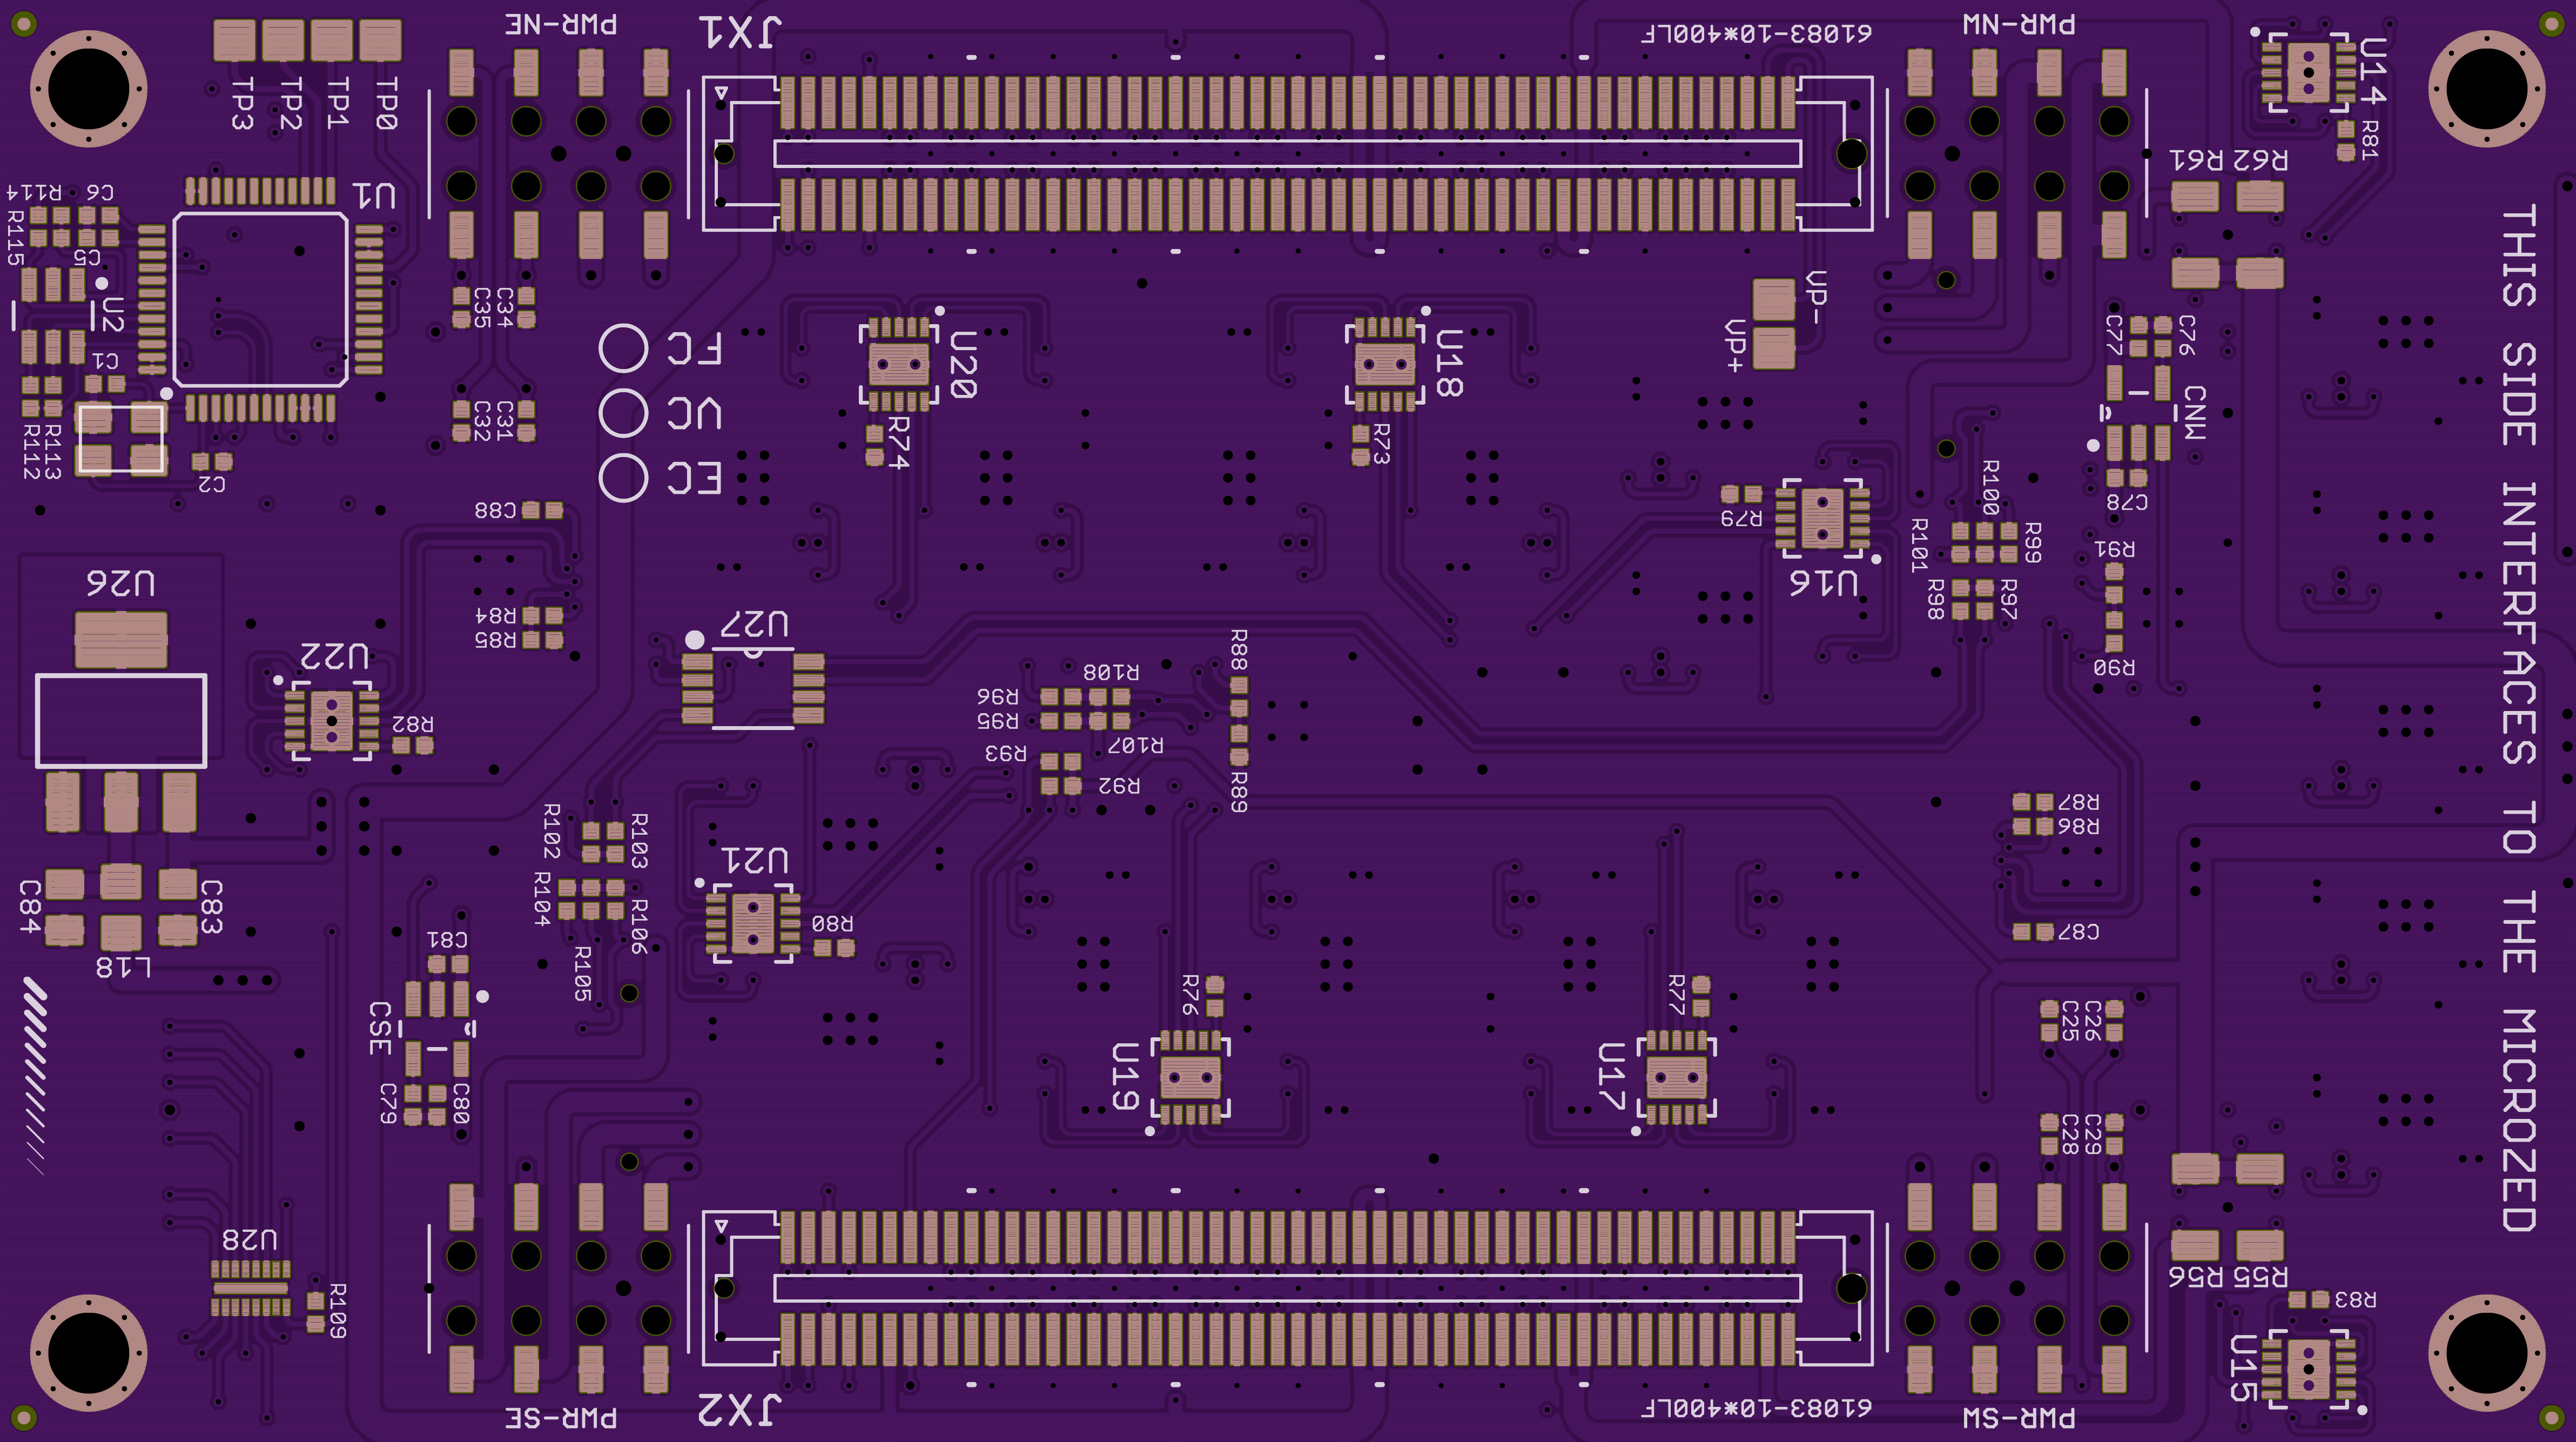 PWR-NE
JX1
61083-10*400LF
PWR-NW
U14
TP3
TP2
TP1
TP0
R81
R61
R62
R114
C6
U1
R115
C5
U2
C1
C35
C34
FC
VC
EC
C32
C31
R112
R113
C2
U20
R74
U18
R73
VP-
VP+
C77
C76
CNW
C78
R79
U16
R100
R101
R99
R98
R97
R91
R90
C88
R84
R85
U26
U22
R82
U27
R88
R108
R96
R95
R107
R93
R92
R89
R87
R86
C87
R102
R103
R104
R106
R105
U21
R80
C84
C83
L18
C81
CSE
C79
C80
R76
U19
R77
U17
C25
C26
C28
C29
THIS SIDE INTERFACES TO THE MICROZED
U28
R109
R56
R55
R83
U15
PWR-SE
JX2
61083-10*400LF
PWR-SW